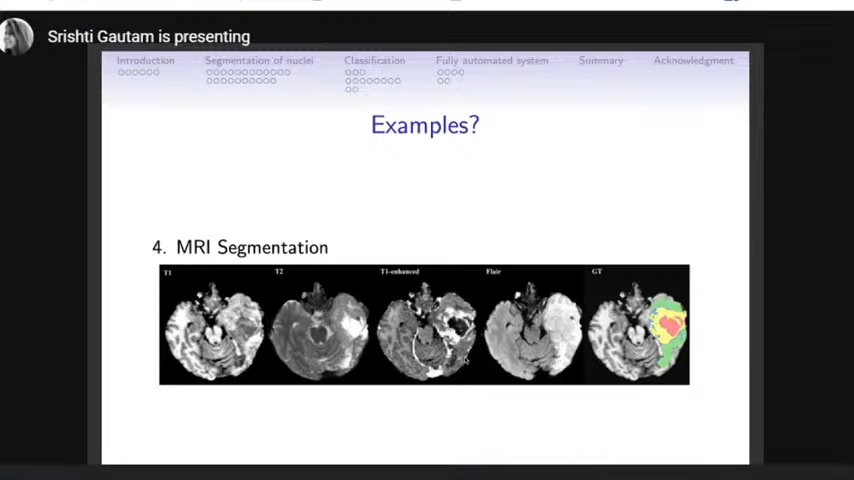 Srishti Gautam is presenting
Introduction Segmentation of nuclei Classification Fully automated system Summary Acknowledgment
Examples?
4. MRI Segmentation
T1 T2 T1-enhanced Flair GT